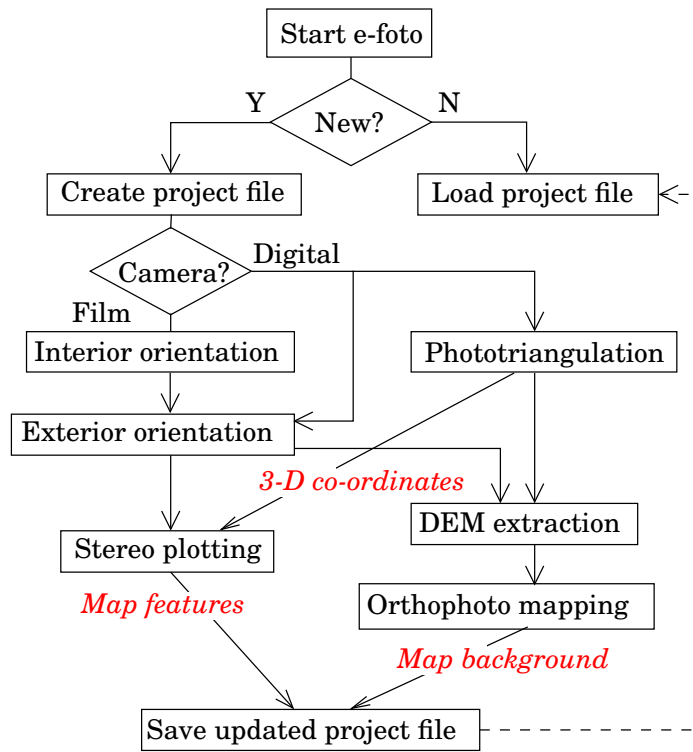 Start e-foto
Y
N
New?
Create project file
Load project file
Digital
Camera?
Film
Interior orientation
Phototriangulation
Exterior orientation
3-D co-ordinates
DEM extraction
Stereo plotting
Map features
Orthophoto mapping
Map background
Save updated project file